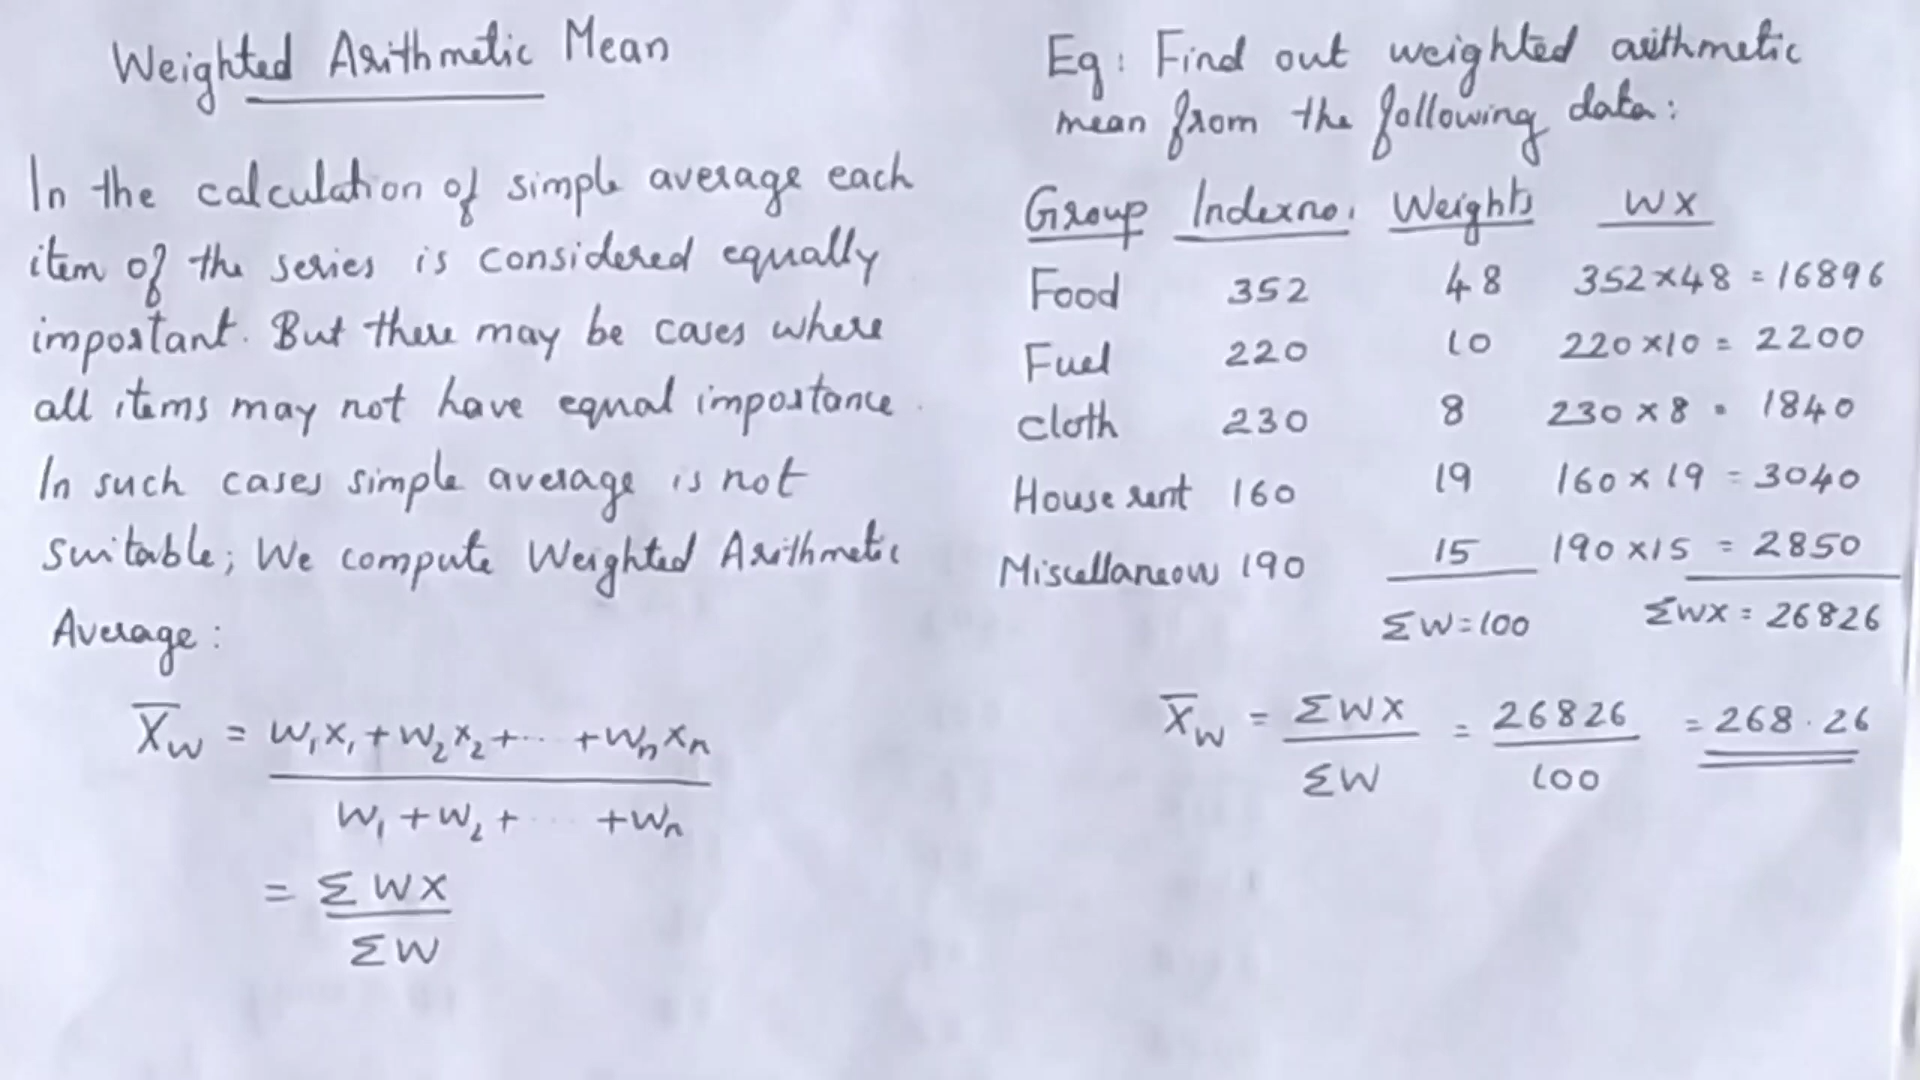 Weighted Arithmetic Mean
In the calculation of simple average each
item of the series is considered equally
important. But there may be cases where
all items may not have equal importance.
In such cases simple average is not
suitable; We compute Weighted Arithmetic
Average:
X̅w = W₁x₁+W₂x₂+... +Wₙxₙ
W₁+W₂+... +Wₙ
= ΣWX
ΣW
Eg: Find out weighted arithmetic
mean from the following data:
Group Indexno. Weights WX
Food 352 48 352×48 = 16896
Fuel 220 10 220×10 = 2200
cloth 230 8 230×8 = 1840
House rent 160 19 160×19 = 3040
Miscellaneous 190 15 190×15 = 2850
ΣW=100 ΣWX = 26826
X̅w = ΣWX = 26826 = 268.26
ΣW 100